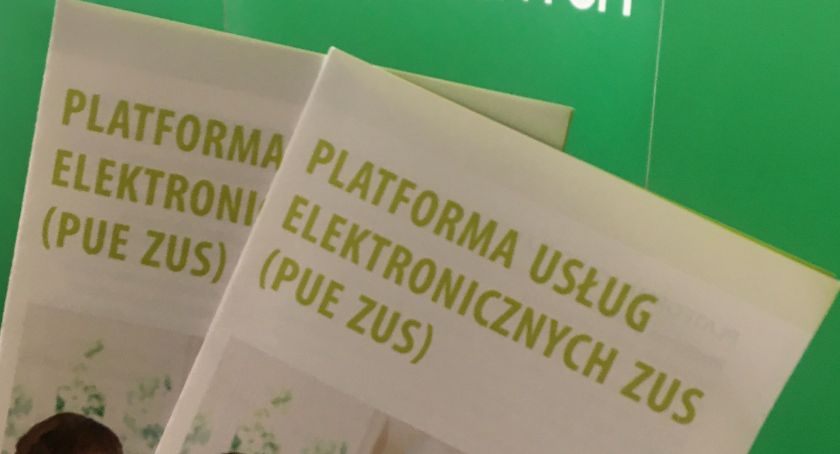 PLATFORMA
ELEKTRONI
(PUE ZUS)
PLATFORMA USŁUG
ELEKTRONICZNYCH ZUS
(PUE ZUS)